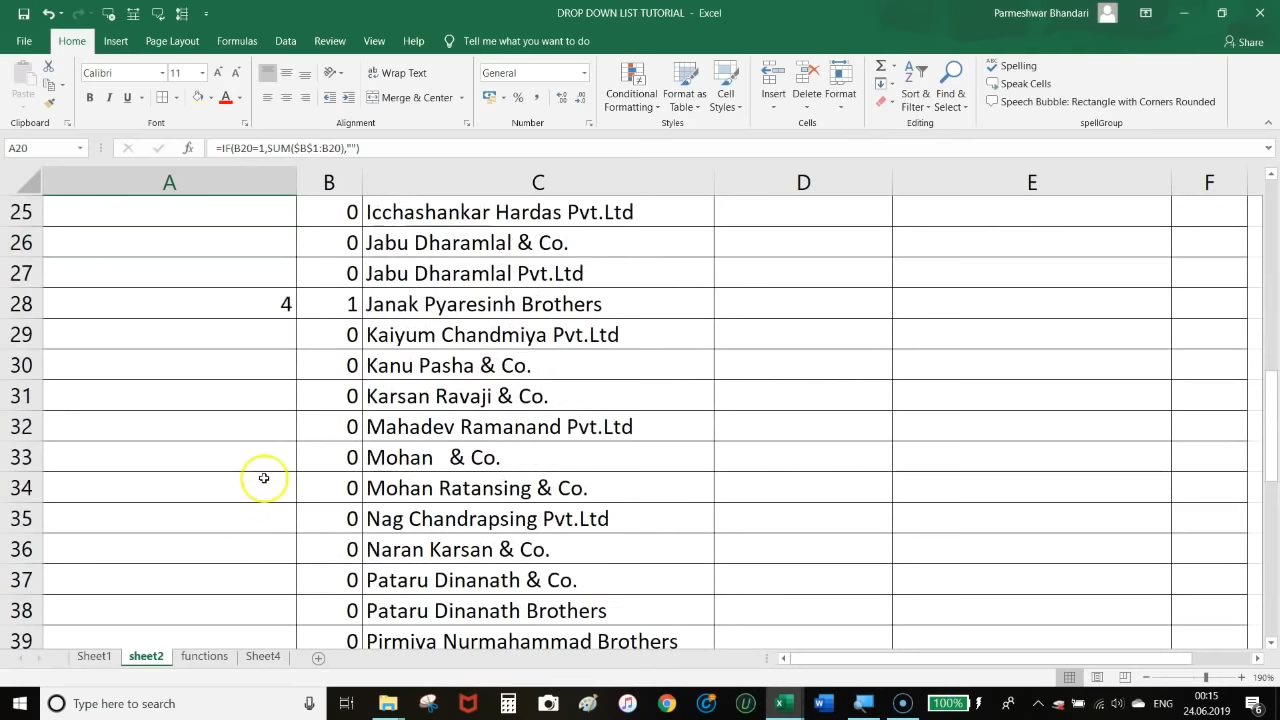 DROP DOWN LIST TUTORIAL - Excel
Parmeshwar Bhandari
File Home Insert Page Layout Formulas Data Review View Help Tell me what you want to do
Share
Paste
Calibri 11
B I U A
Wrap Text
Merge & Center
General
%
Conditional Formatting
Format as Table
Cell Styles
Insert Delete Format
Sort & Filter
Find & Select
Spelling
Speak Cells
Speech Bubble: Rectangle with Corners Rounded
Clipboard Font Alignment Number Styles Cells Editing spellGroup
A20 fx =IF(B20=1,SUM($B$1:B20),"")
A B C D E F
25 0 Icchashankar Hardas Pvt.Ltd
26 0 Jabu Dharamlal & Co.
27 0 Jabu Dharamlal Pvt.Ltd
28 4 1 Janak Pyaresinh Brothers
29 0 Kaiyum Chandmiya Pvt.Ltd
30 0 Kanu Pasha & Co.
31 0 Karsan Ravaji & Co.
32 0 Mahadev Ramanand Pvt.Ltd
33 0 Mohan & Co.
34 0 Mohan Ratansing & Co.
35 0 Nag Chandrapsing Pvt.Ltd
36 0 Naran Karsan & Co.
37 0 Pataru Dinanath & Co.
38 0 Pataru Dinanath Brothers
39 0 Pirmiya Nurmahammad Brothers
Sheet1 sheet2 functions Sheet4
190%
Type here to search
100%
00:15
24.06.2019